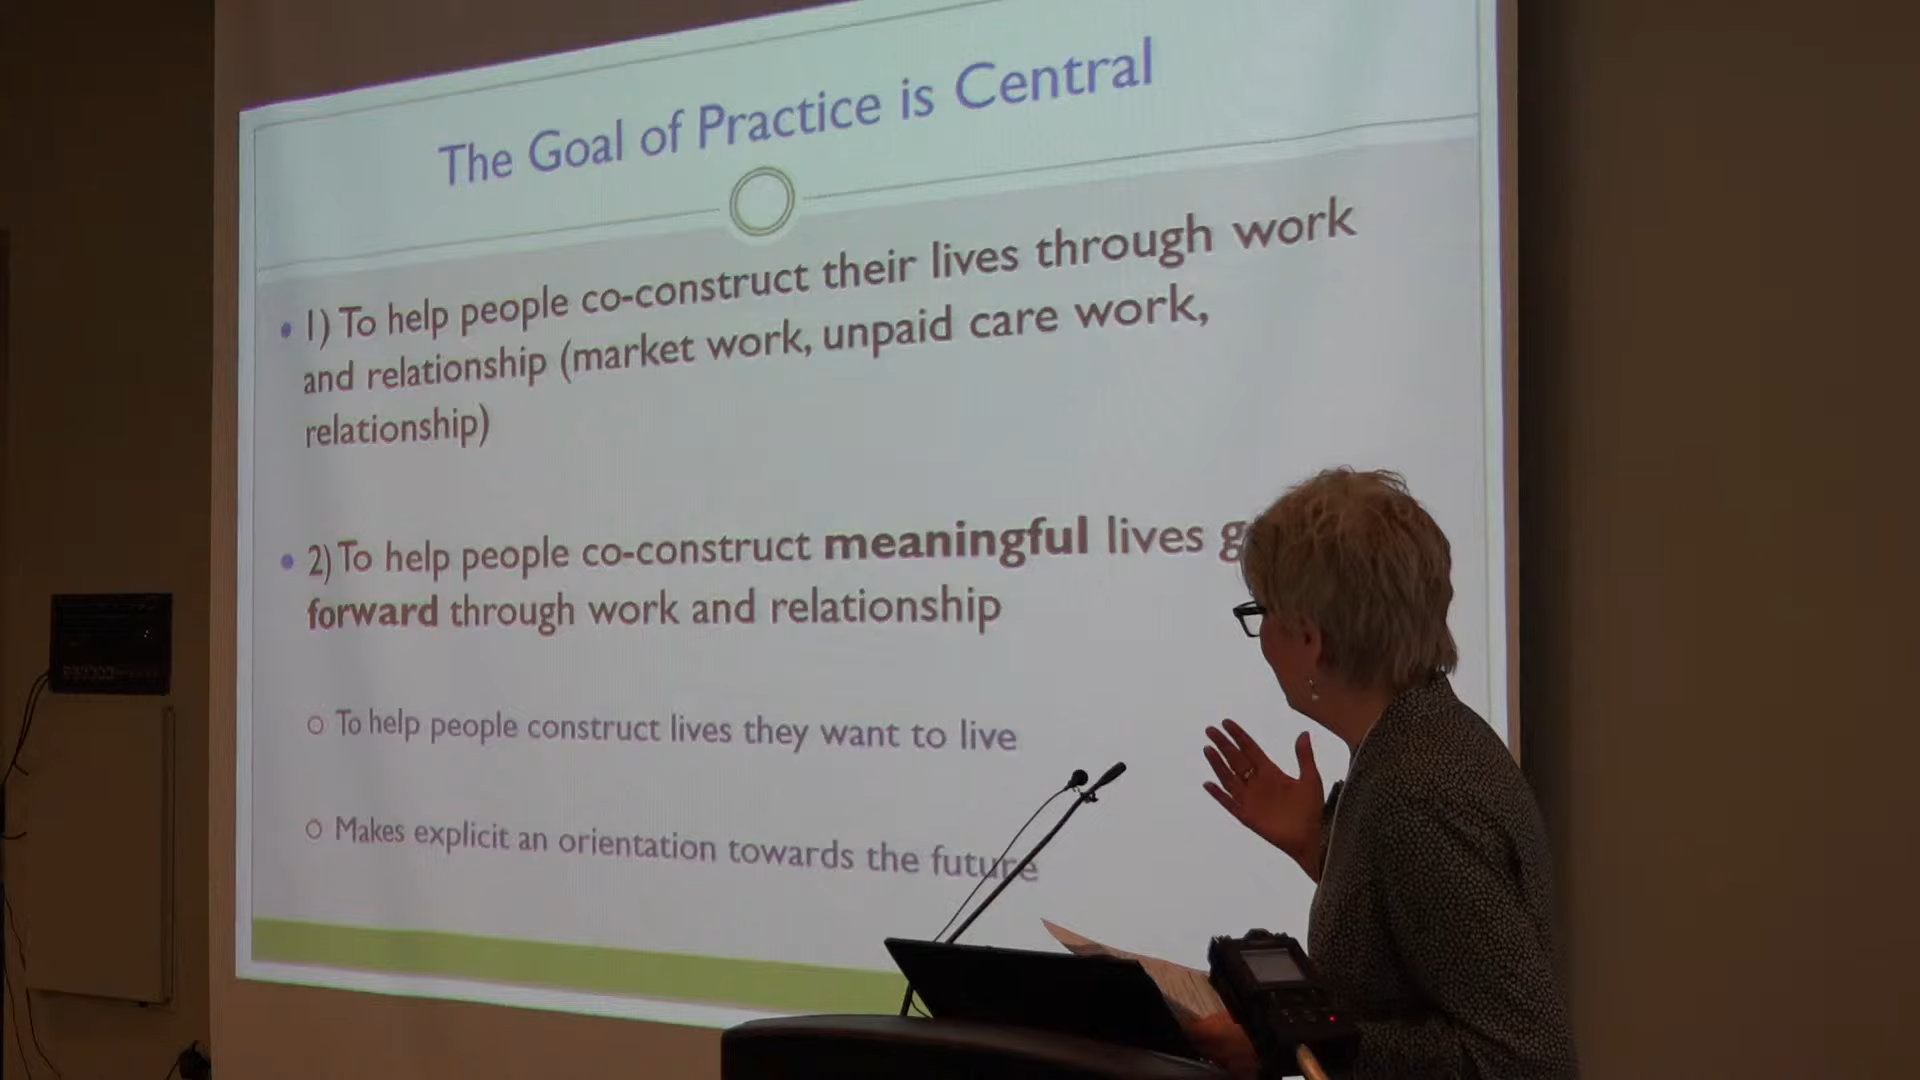 The Goal of Practice is Central
• 1) To help people co-construct their lives through work
and relationship (market work, unpaid care work,
relationship)
• 2) To help people co-construct meaningful lives
forward through work and relationship
○ To help people construct lives they want to live
○ Makes explicit an orientation towards the future